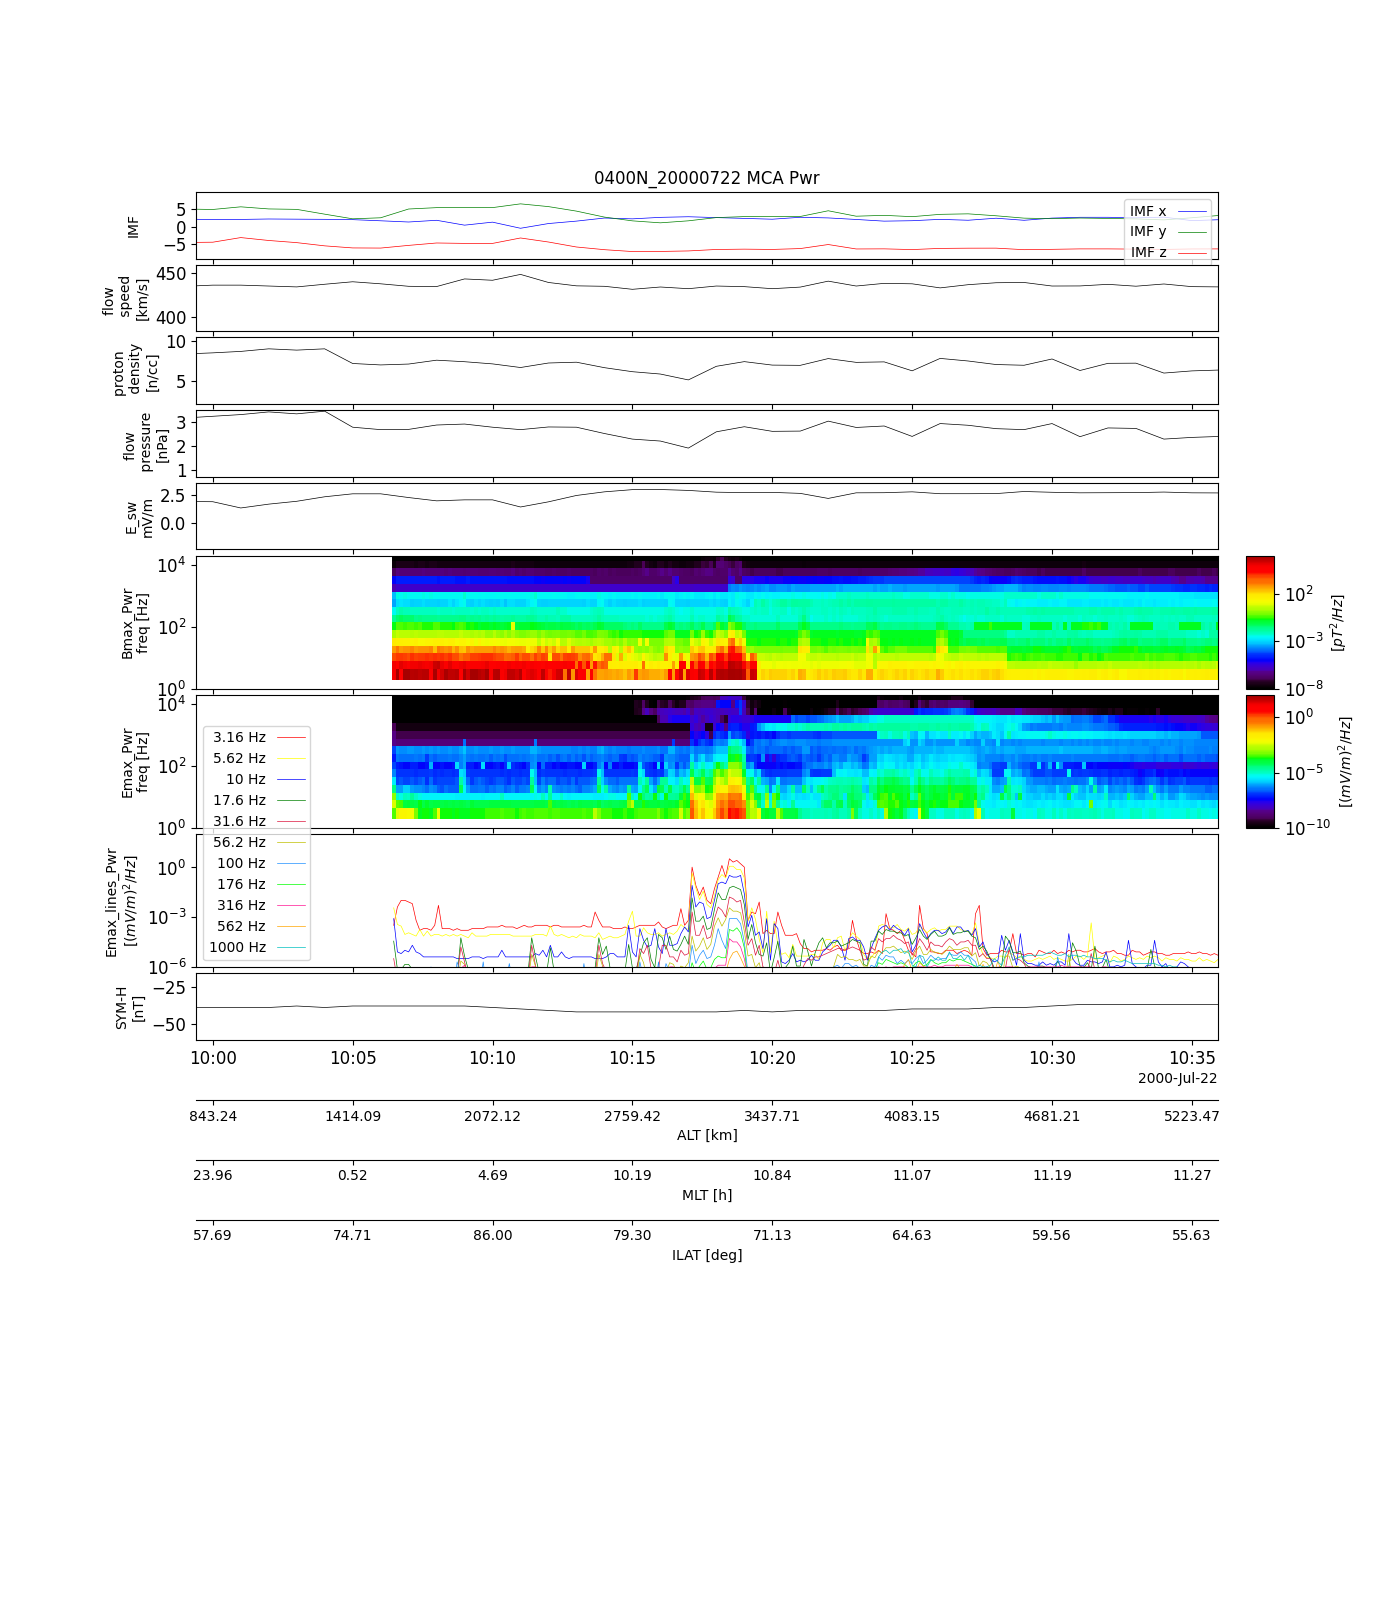 0400N_20000722 MCA Pwr
IMF
5
0
−5
IMF x
IMF y
IMF z
flow
speed
[km/s]
450
400
proton
density
[n/cc]
10
5
flow
pressure
[nPa]
3
2
1
E_sw
mV/m
2.5
0.0
Bmax_Pwr
freq [Hz]
10^4
10^2
10^0
10^2
10^−3
10^−8
[pT^2/Hz]
Emax_Pwr
freq [Hz]
10^4
10^2
10^0
10^0
10^−5
10^−10
[(mV/m)^2/Hz]
3.16 Hz
5.62 Hz
10 Hz
17.6 Hz
31.6 Hz
56.2 Hz
100 Hz
176 Hz
316 Hz
562 Hz
1000 Hz
Emax_lines_Pwr
[(mV/m)^2/Hz]
10^0
10^−3
10^−6
SYM-H
[nT]
−25
−50
10:00 10:05 10:10 10:15 10:20 10:25 10:30 10:35
2000-Jul-22
843.24 1414.09 2072.12 2759.42 3437.71 4083.15 4681.21 5223.47
ALT [km]
23.96 0.52 4.69 10.19 10.84 11.07 11.19 11.27
MLT [h]
57.69 74.71 86.00 79.30 71.13 64.63 59.56 55.63
ILAT [deg]